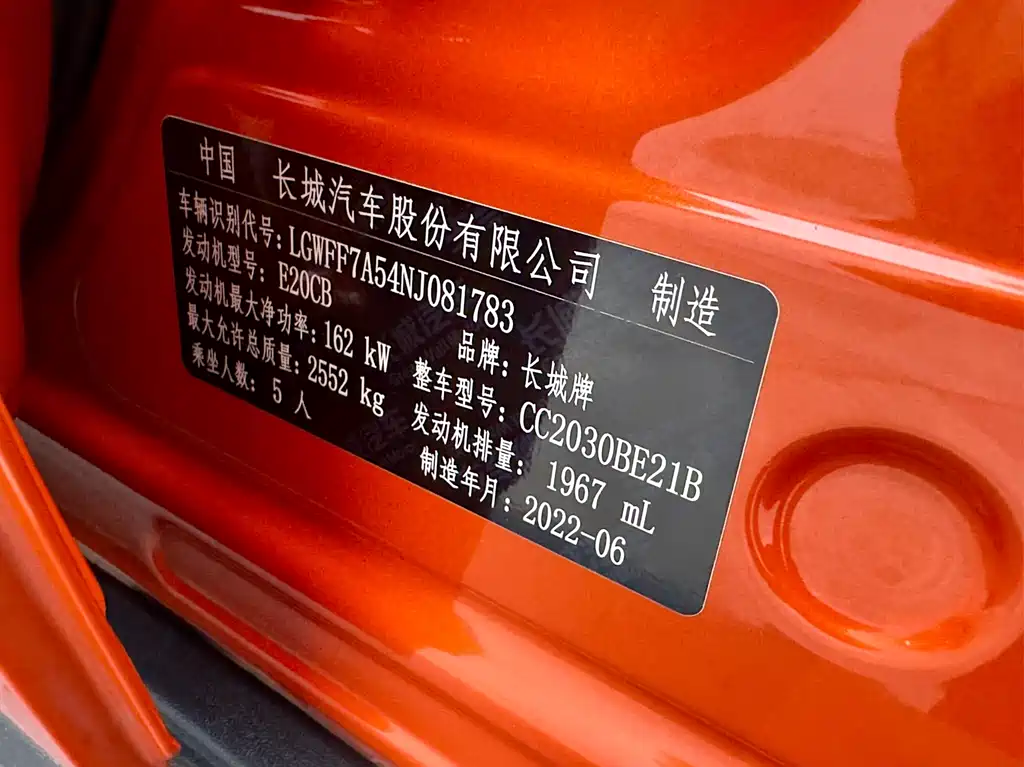 中国 长城汽车股份有限公司 制造
车辆识别代号: LGWFF7A54NJ081783
发动机型号: E20CB 品牌: 长城牌
发动机最大净功率: 162 kW 整车型号: CC2030BE21B
最大允许总质量: 2552 kg 发动机排量: 1967 mL
乘坐人数: 5 人 制造年月: 2022-06